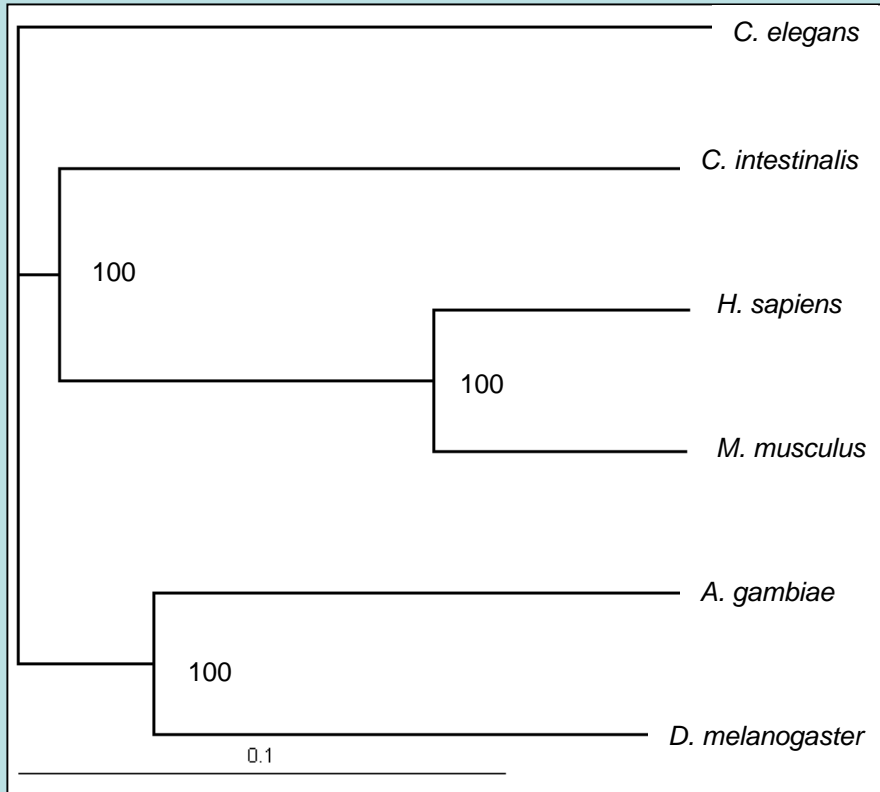 C. elegans
C. intestinalis
100
H. sapiens
100
M. musculus
A. gambiae
100
D. melanogaster
0.1